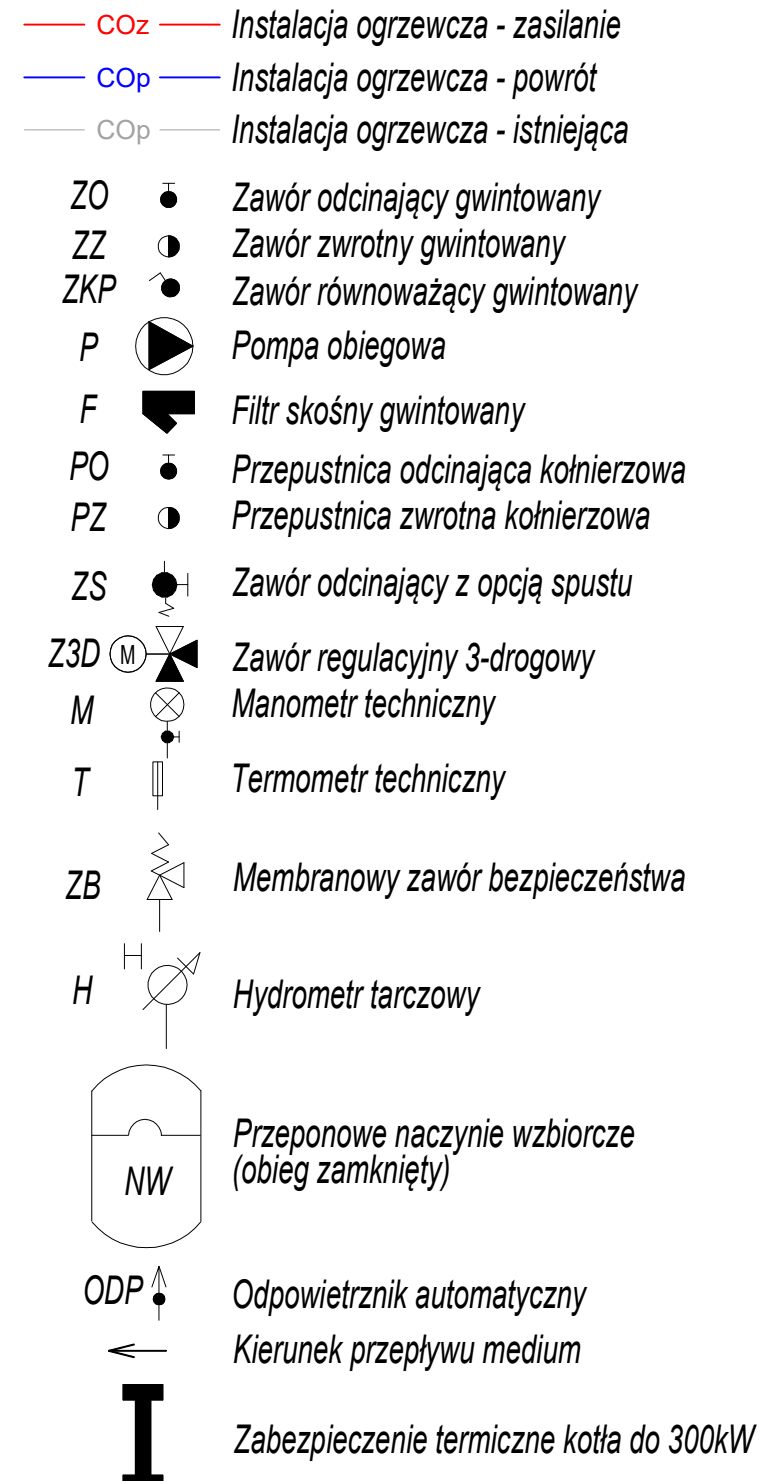 COz Instalacja ogrzewcza - zasilanie
COp Instalacja ogrzewcza - powrót
COp Instalacja ogrzewcza - istniejąca
ZO Zawór odcinający gwintowany
ZZ Zawór zwrotny gwintowany
ZKP Zawór równoważący gwintowany
P Pompa obiegowa
F Filtr skośny gwintowany
PO Przepustnica odcinająca kołnierzowa
PZ Przepustnica zwrotna kołnierzowa
ZS Zawór odcinający z opcją spustu
Z3D M Zawór regulacyjny 3-drogowy
M Manometr techniczny
T Termometr techniczny
ZB Membranowy zawór bezpieczeństwa
H Hydrometr tarczowy
Przeponowe naczynie wzbiorcze
NW (obieg zamknięty)
ODP Odpowietrznik automatyczny
Kierunek przepływu medium
Zabezpieczenie termiczne kotła do 300kW